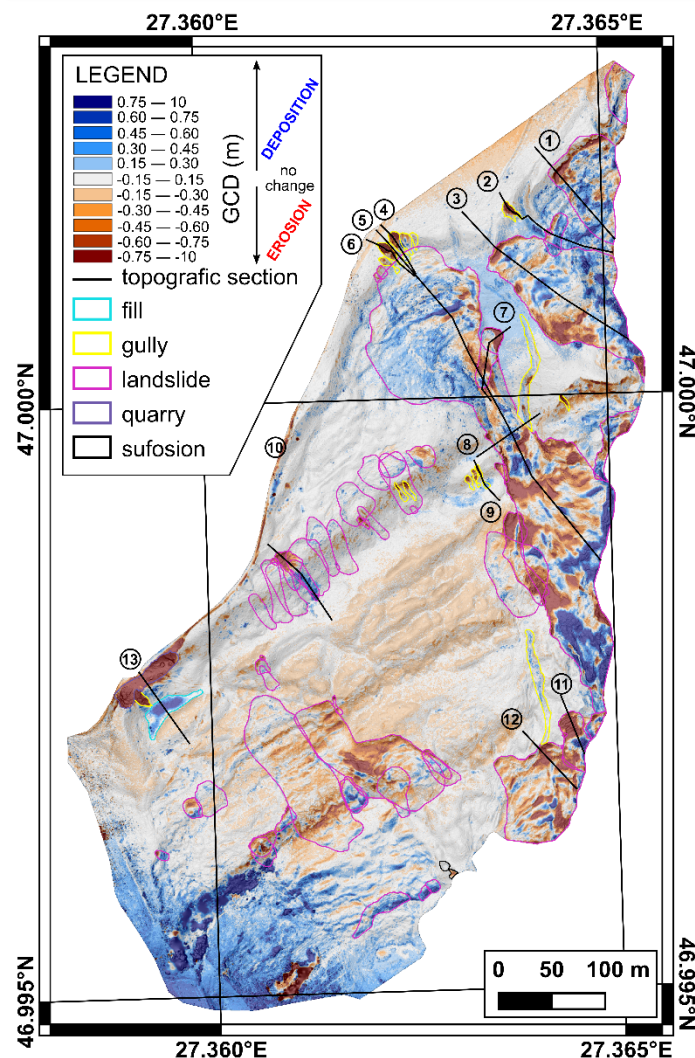 27.360°E 27.365°E
LEGEND
0.75 — 10
0.60 — 75
0.45 — 60
0.30 — 45
0.15 — 0.30
-0.15 — 0.15
-0.15 — -0.30
-0.30 — -0.45
-0.45 — -0.60
-0.60 — -0.75
-0.75 — -10
GCD (m)
DEPOSITION
no
change
EROSION
topografic section
fill
gully
landslide
quarry
sufosion
1
2
3
4
5
6
7
8
9
10
11
12
13
47.000°N 47.000°N
0 50 100 m
46.995°N 46.995°N
27.360°E 27.365°E